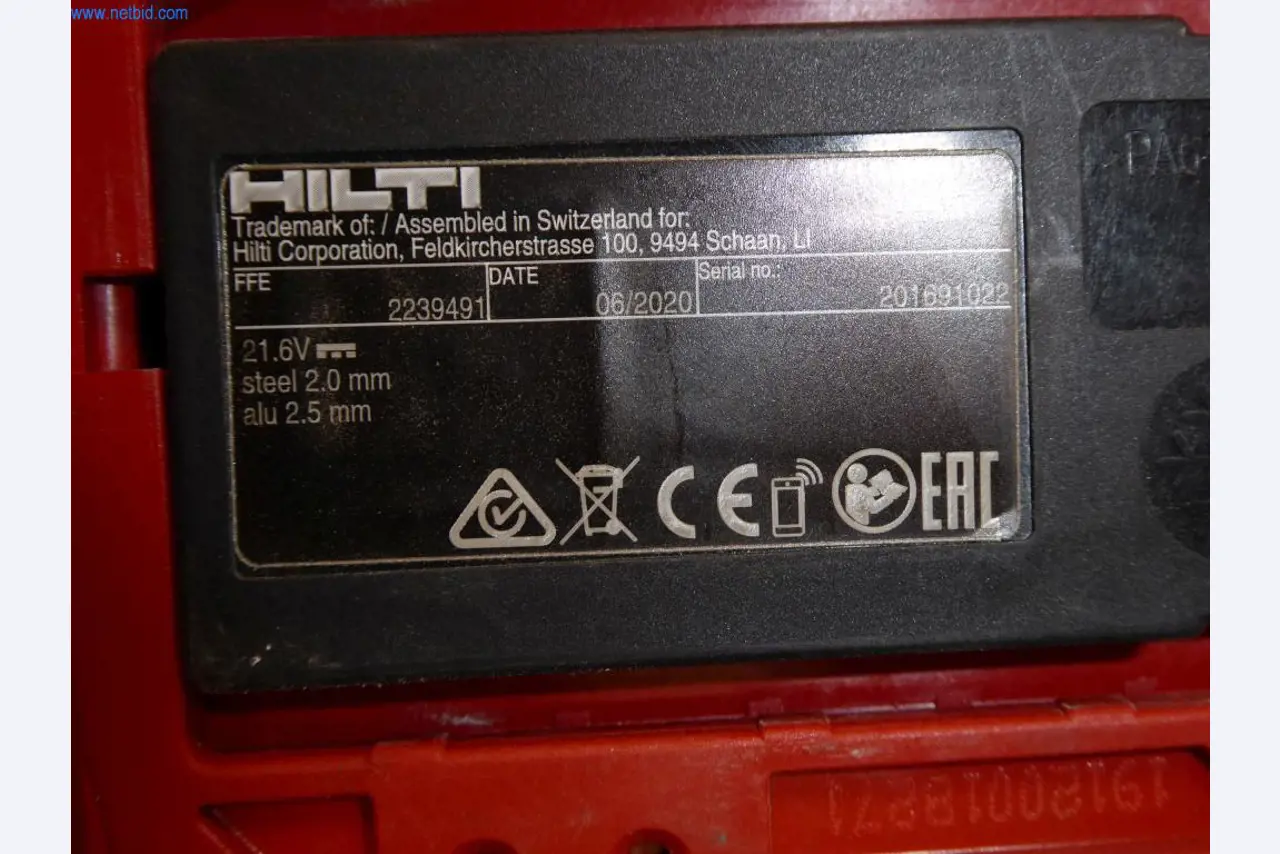 www.netbid.com
HILTI
Trademark of: / Assembled in Switzerland for:
Hilti Corporation, Feldkircherstrasse 100, 9494 Schaan, LI
FFE 2239491 DATE 06/2020 Serial no.: 201691022
21.6V
steel 2.0 mm
alu 2.5 mm
CE EAC